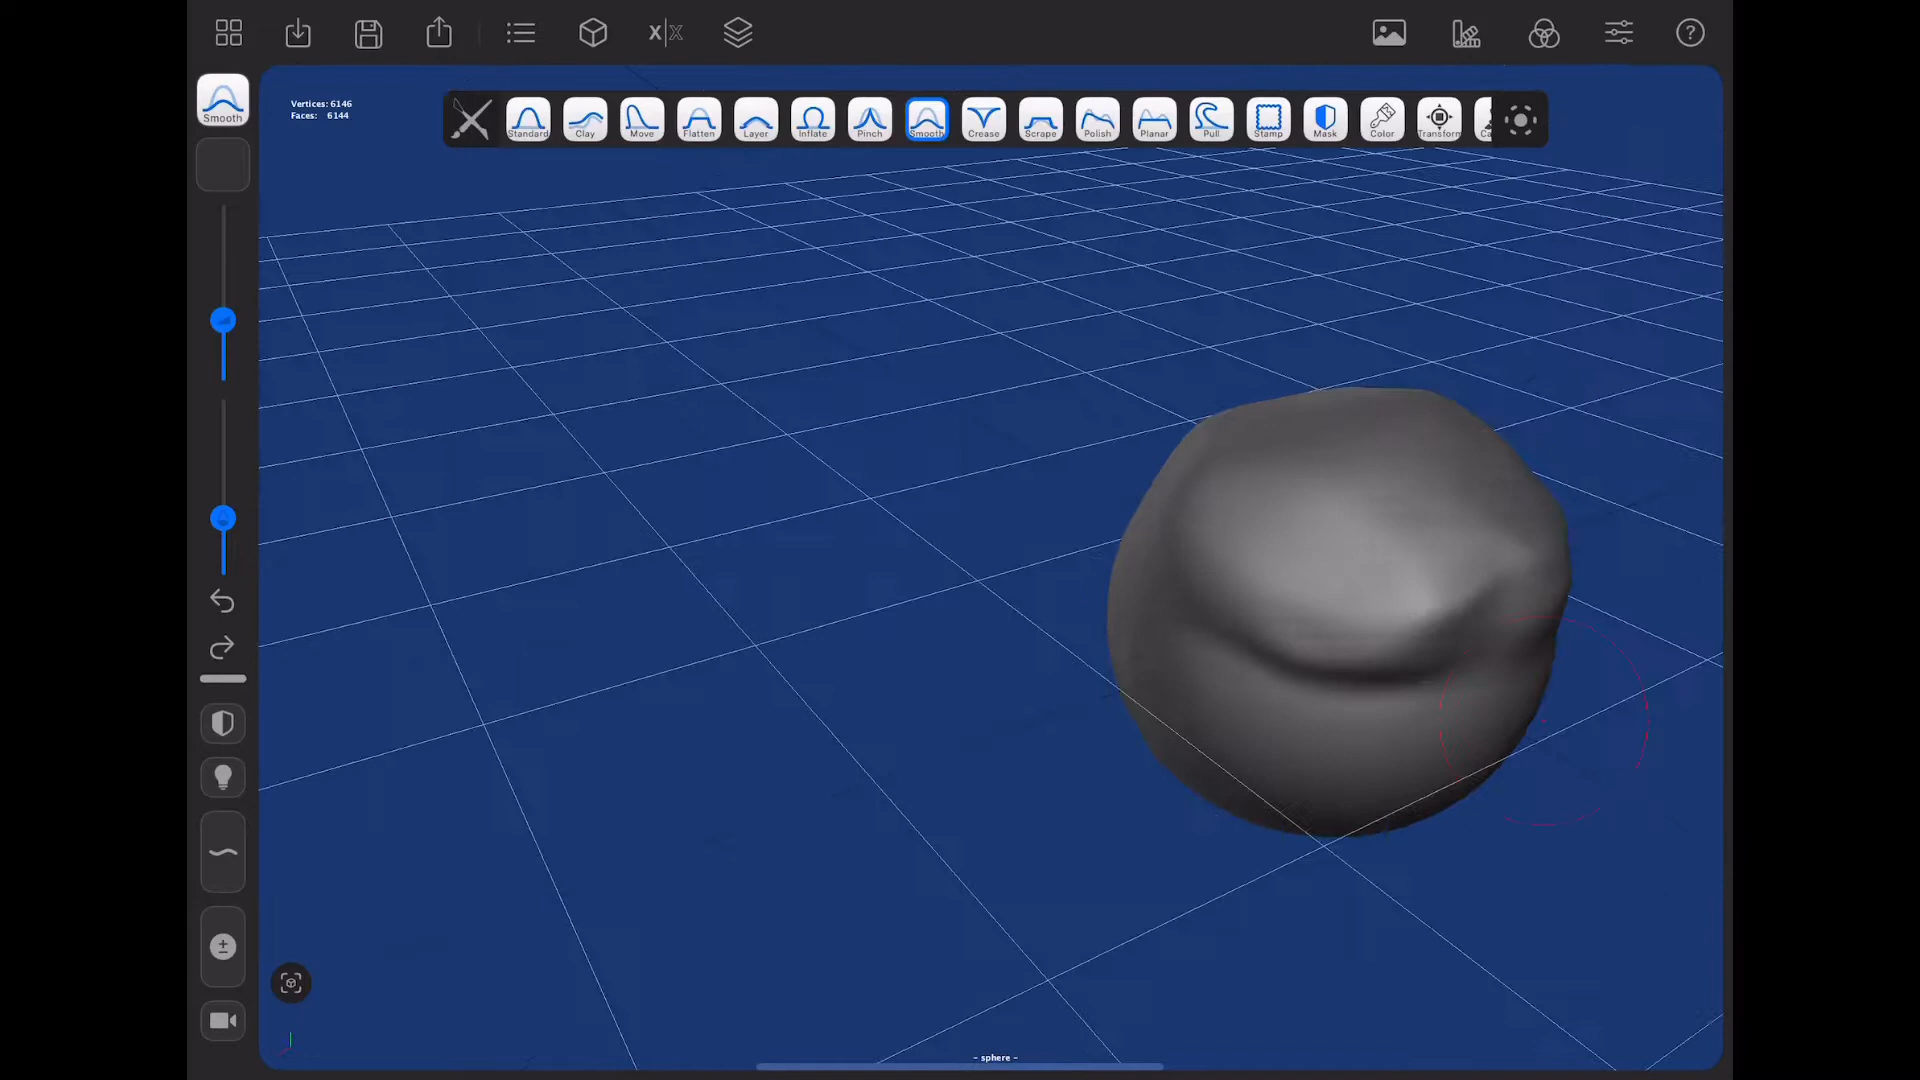 Smooth
Vertices: 6146
Faces: 6144
Standard
Clay
Move
Flatten
Layer
Inflate
Pinch
Smooth
Crease
Scrape
Polish
Planar
Pull
Stamp
Mask
Color
Transform
X|X
?
– sphere –